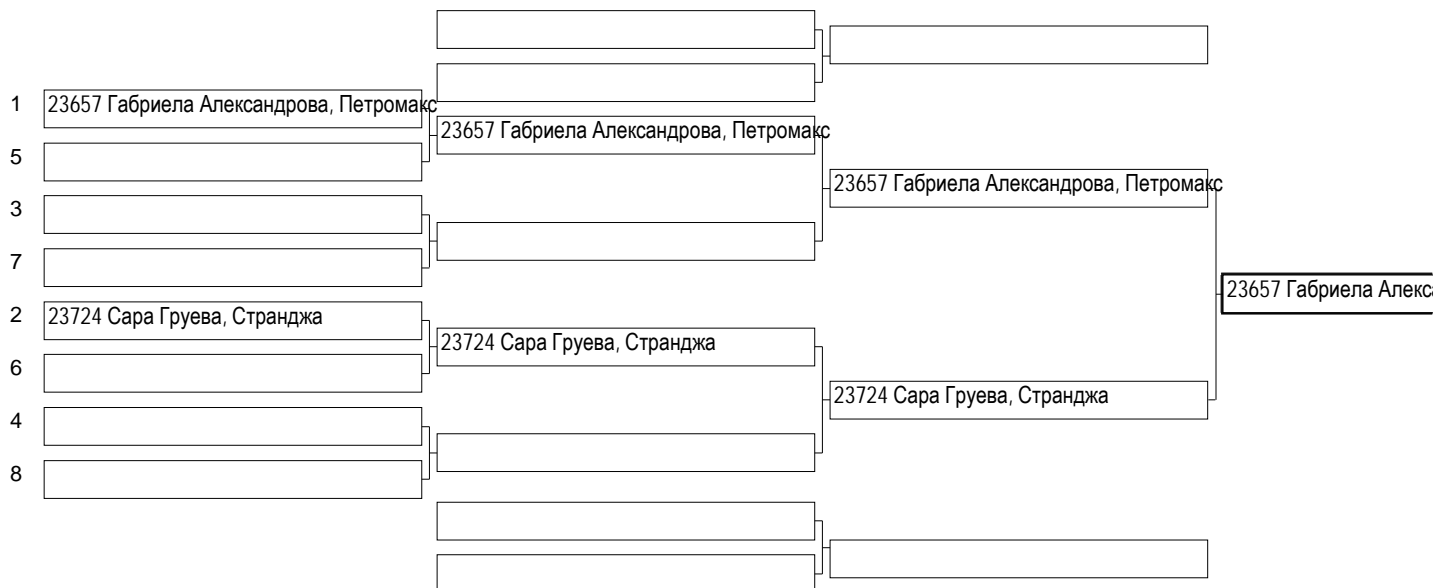 1 23657 Габриела Александрова, Петромакс
23657 Габриела Александрова, Петромакс
5
23657 Габриела Александрова, Петромакс
3
7
23657 Габриела
2 23724 Сара Груева, Странджа
23724 Сара Груева, Странджа
6
23724 Сара Груева, Странджа
4
8